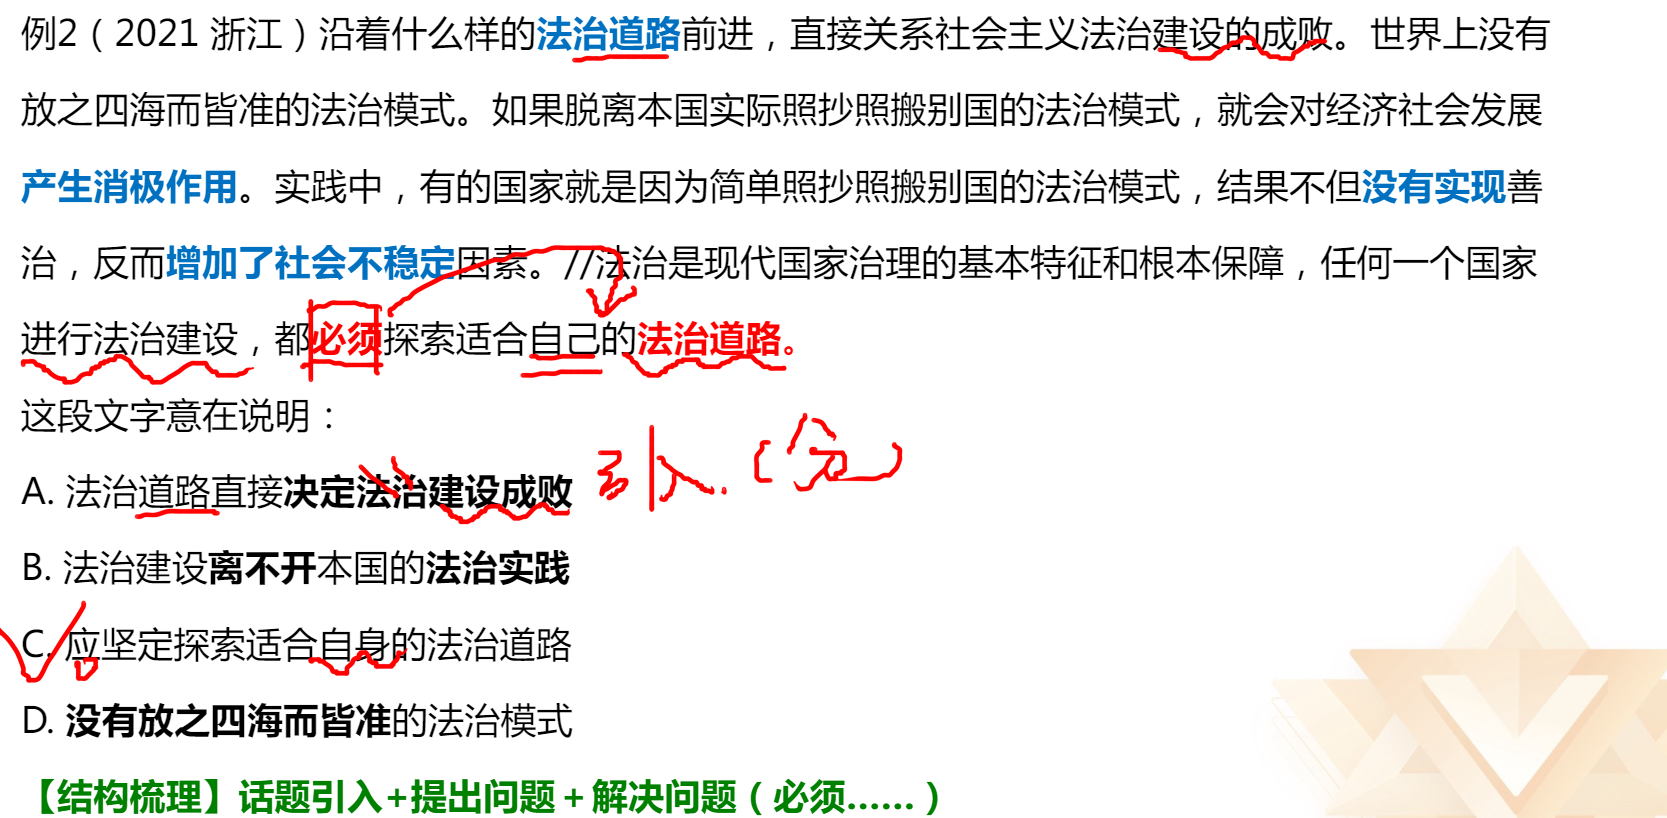 例2（2021 浙江）沿着什么样的法治道路前进，直接关系社会主义法治建设的成败。世界上没有
放之四海而皆准的法治模式。如果脱离本国实际照抄照搬别国的法治模式，就会对经济社会发展
产生消极作用。实践中，有的国家就是因为简单照抄照搬别国的法治模式，结果不但没有实现善
治，反而增加了社会不稳定因素。//法治是现代国家治理的基本特征和根本保障，任何一个国家
进行法治建设，都必须探索适合自己的法治道路。
这段文字意在说明：
A. 法治道路直接决定法治建设成败
引入.
B. 法治建设离不开本国的法治实践
C. 应坚定探索适合自身的法治道路
D. 没有放之四海而皆准的法治模式
【结构梳理】话题引入+提出问题＋解决问题（必须……）